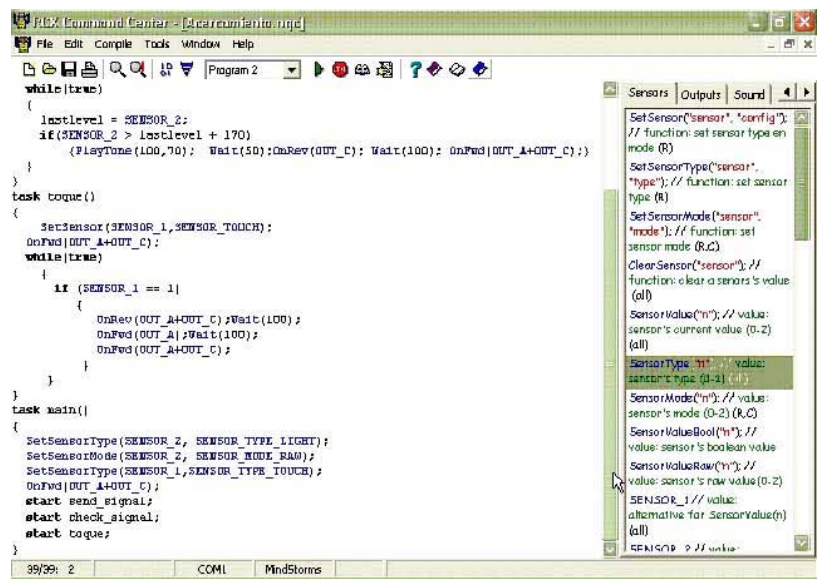 RCX Command Center - [Acercamiento.nqc]
File Edit Compile Tools Window Help
Program 2
while(true)
{
lastlevel = SENSOR_2;
if(SENSOR_2 > lastlevel + 170)
{PlayTone(100,70); Wait(50);OnRev(OUT_C); Wait(100); OnFwd(OUT_A+OUT_C);}
}
}
task toque()
{
SetSensor(SENSOR_1,SENSOR_TOUCH);
OnFwd(OUT_A+OUT_C);
while(true)
{
if (SENSOR_1 == 1)
{
OnRev(OUT_A+OUT_C);Wait(100);
OnFwd(OUT_A);Wait(100);
OnFwd(OUT_A+OUT_C);
}
}
}
task main()
{
SetSensorType(SENSOR_2, SENSOR_TYPE_LIGHT);
SetSensorMode(SENSOR_2, SENSOR_MODE_RAW);
SetSensorType(SENSOR_1,SENSOR_TYPE_TOUCH);
OnFwd(OUT_A+OUT_C);
start send_signal;
start check_signal;
start toque;
}
Sensors Outputs Sound
SetSensor("sensor", "config");
// function: set sensor type en
mode (R)
SetSensorType("sensor",
"type"); // function: set sensor
type (R)
SetSensorMode("sensor",
"mode"); // function: set
sensor mode (R,C)
ClearSensor("sensor"); //
function: clear a senors's value
(all)
SensorValue("n"); // value:
sensor's current value (0-2)
(all)
SensorType("n"); // value:
sensor's type (0-2) (all)
SensorMode("n"); // value:
sensor's mode (0-2) (R,C)
SensorValueBool("n"); //
value: sensor's boolean value
SensorValueRaw("n"); //
value: sensor's raw value(0-2)
SENSOR_1 // value:
alternative for SensorValue(n)
(all)
SENSOR_2 // value:
39/39: 2 COM1 MindStorms